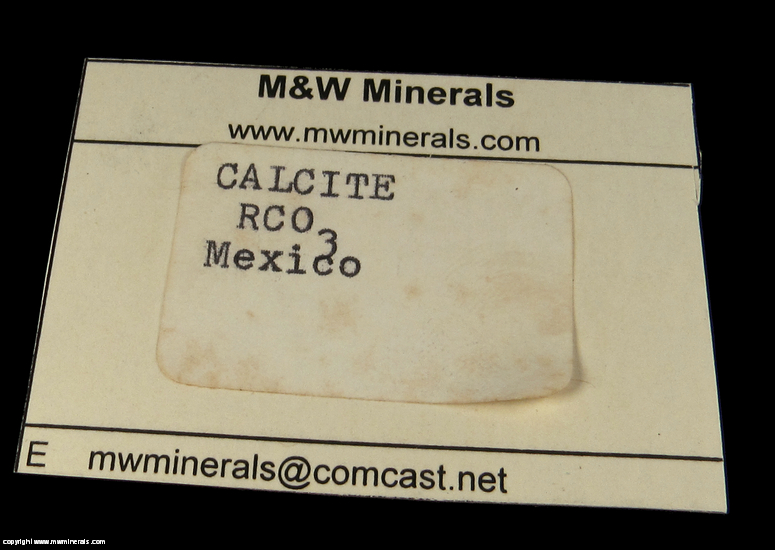 M&W Minerals
www.mwminerals.com
CALCITE
RCO3
Mexico
E mwminerals@comcast.net
copyright www.mwminerals.com